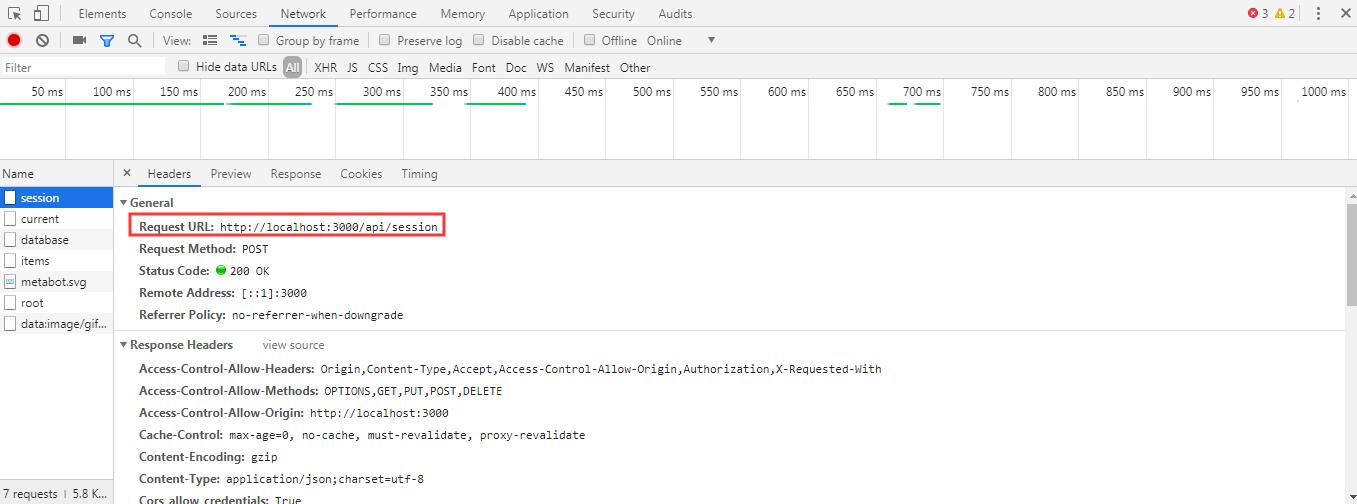 Elements Console Sources Network Performance Memory Application Security Audits 3 2
View: Group by frame Preserve log Disable cache Offline Online
Filter Hide data URLs All XHR JS CSS Img Media Font Doc WS Manifest Other
50 ms 100 ms 150 ms 200 ms 250 ms 300 ms 350 ms 400 ms 450 ms 500 ms 550 ms 600 ms 650 ms 700 ms 750 ms 800 ms 850 ms 900 ms 950 ms 1000 ms
Name
session
current
database
items
metabot.svg
root
data:image/gif...
7 requests | 5.8 K...
× Headers Preview Response Cookies Timing
General
Request URL: http://localhost:3000/api/session
Request Method: POST
Status Code: 200 OK
Remote Address: [::1]:3000
Referrer Policy: no-referrer-when-downgrade
Response Headers view source
Access-Control-Allow-Headers: Origin,Content-Type,Accept,Access-Control-Allow-Origin,Authorization,X-Requested-With
Access-Control-Allow-Methods: OPTIONS,GET,PUT,POST,DELETE
Access-Control-Allow-Origin: http://localhost:3000
Cache-Control: max-age=0, no-cache, must-revalidate, proxy-revalidate
Content-Encoding: gzip
Content-Type: application/json;charset=utf-8
Cors_allow_credentials: True